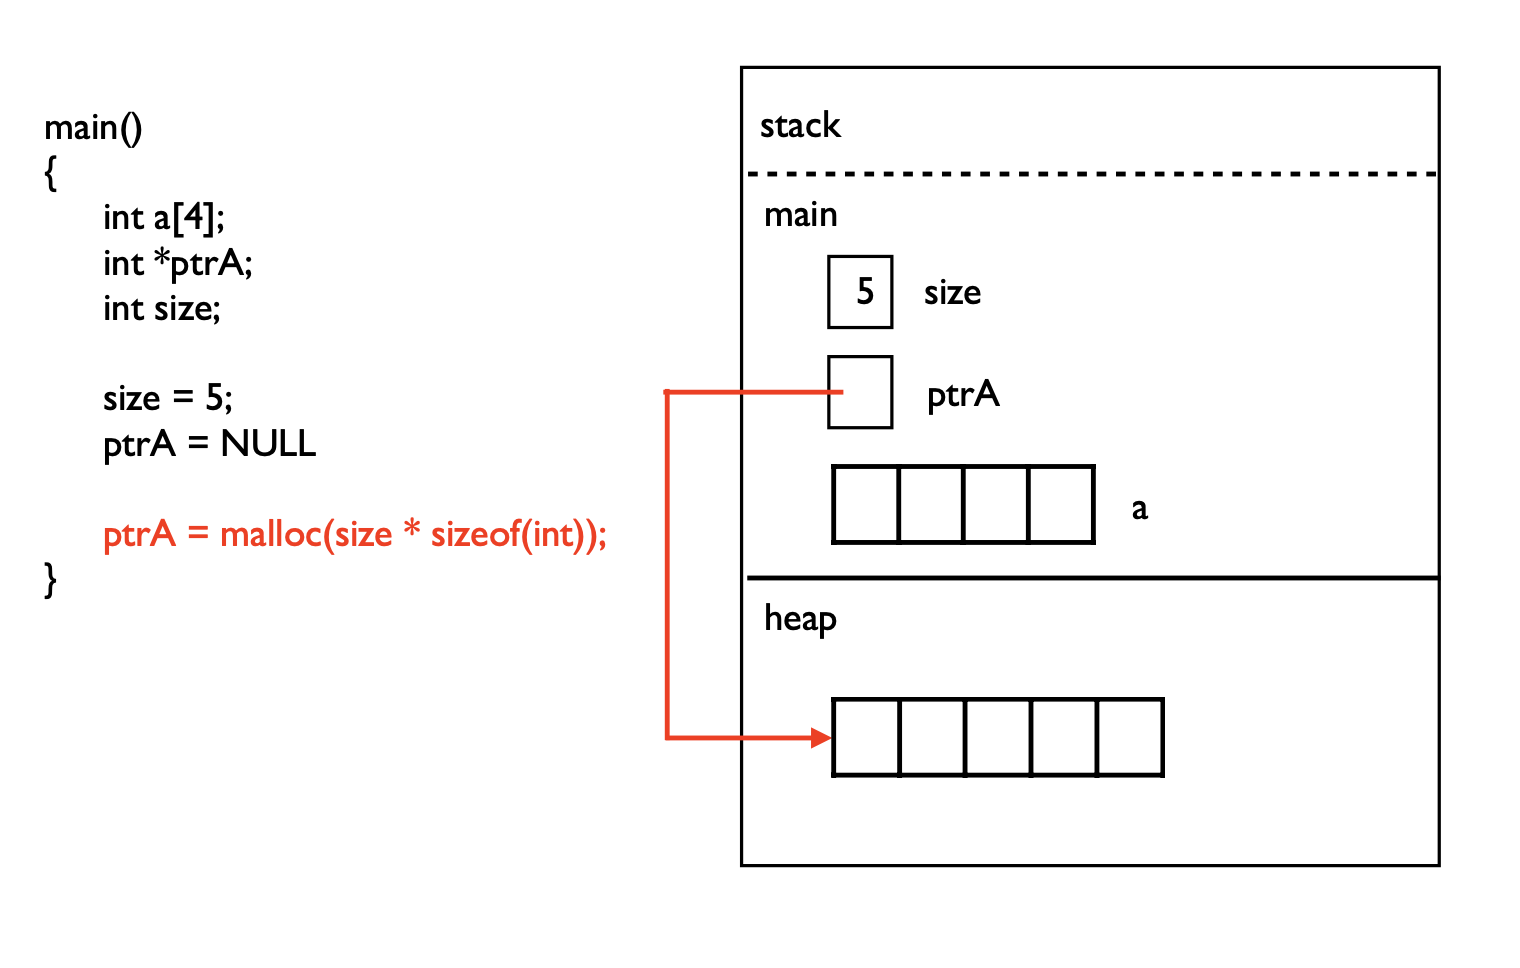 main()
{
int a[4];
int *ptrA;
int size;
size = 5;
ptrA = NULL
ptrA = malloc(size * sizeof(int));
}
stack
main
5 size
ptrA
a
heap